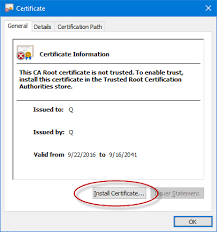 Certificate
General Details Certification Path
Certificate Information
This CA Root certificate is not trusted. To enable trust,
install this certificate in the Trusted Root Certification
Authorities store.
Issued to: Q
Issued by: Q
Valid from 9/22/2016 to 9/16/2041
Install Certificate... Issuer Statement
OK